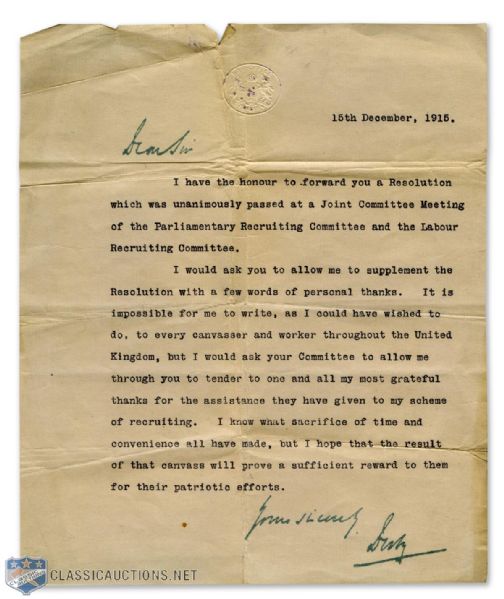 15th December, 1915.
Dear Sir
I have the honour to forward you a Resolution
which was unanimously passed at a Joint Committee Meeting
of the Parliamentary Recruiting Committee and the Labour
Recruiting Committee.
I would ask you to allow me to supplement the
Resolution with a few words of personal thanks. It is
impossible for me to write, as I could have wished to
do, to every canvasser and worker throughout the United
Kingdom, but I would ask your Committee to allow me
through you to tender to one and all my most grateful
thanks for the assistance they have given to my scheme
of recruiting. I know what sacrifice of time and
convenience all have made, but I hope that the result
of that canvass will prove a sufficient reward to them
for their patriotic efforts.
Yours sincerely
Derby
CLASSICAUCTIONS.NET